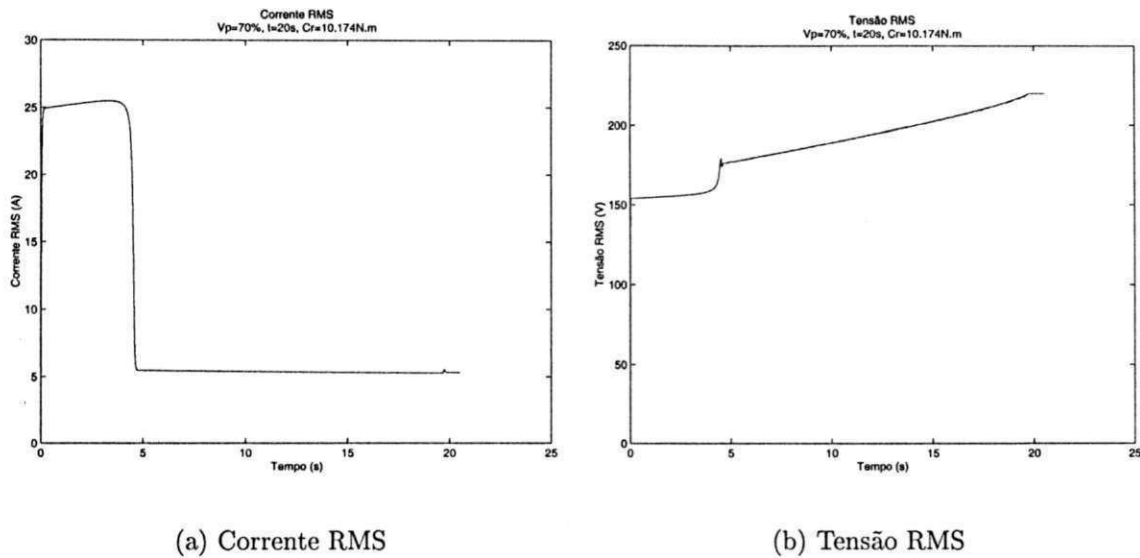 Corrente RMS
Vp=70%, t=20s, Cr=10.174N.m
30
25
20
15
10
5
0
Corrente RMS (A)
0 5 10 15 20 25
Tempo (s)
(a) Corrente RMS
Tensão RMS
Vp=70%, t=20s, Cr=10.174N.m
250
200
150
100
50
0
Tensão RMS (V)
0 5 10 15 20 25
Tempo (s)
(b) Tensão RMS